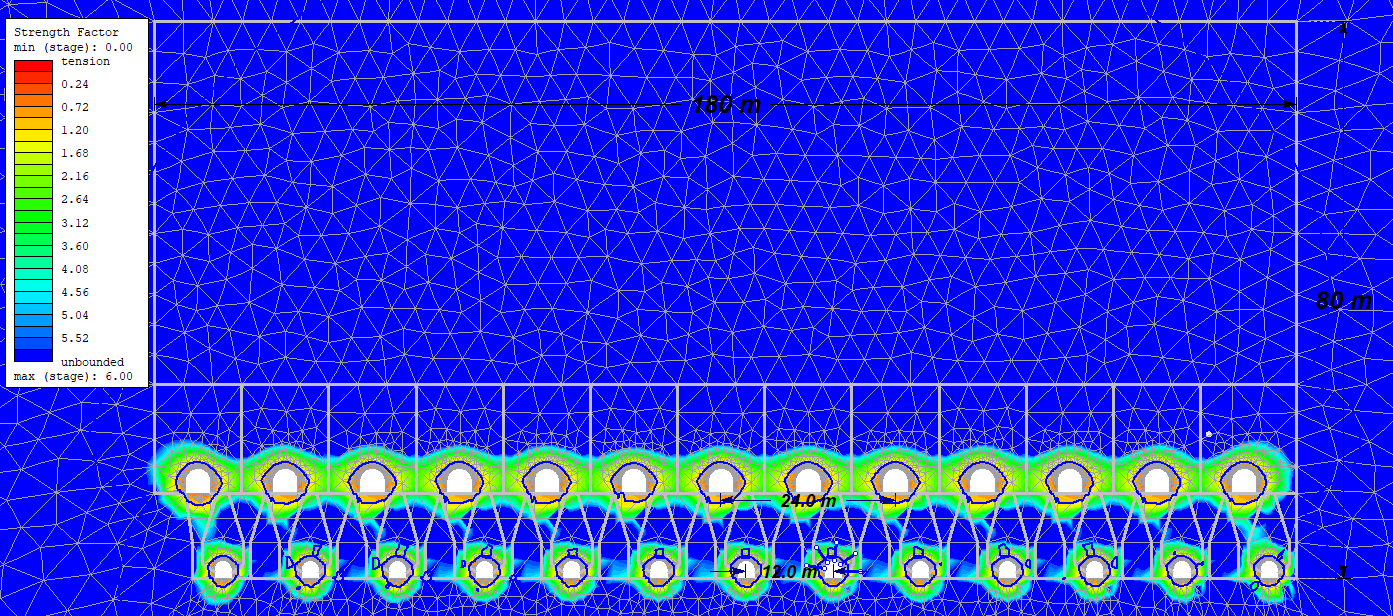 Strength Factor
min (stage): 0.00
tension
0.24
0.72
1.20
1.68
2.16
2.64
3.12
3.60
4.08
4.56
5.04
5.52
unbounded
max (stage): 6.00
180 m
80 m
24.0 m
12.0 m